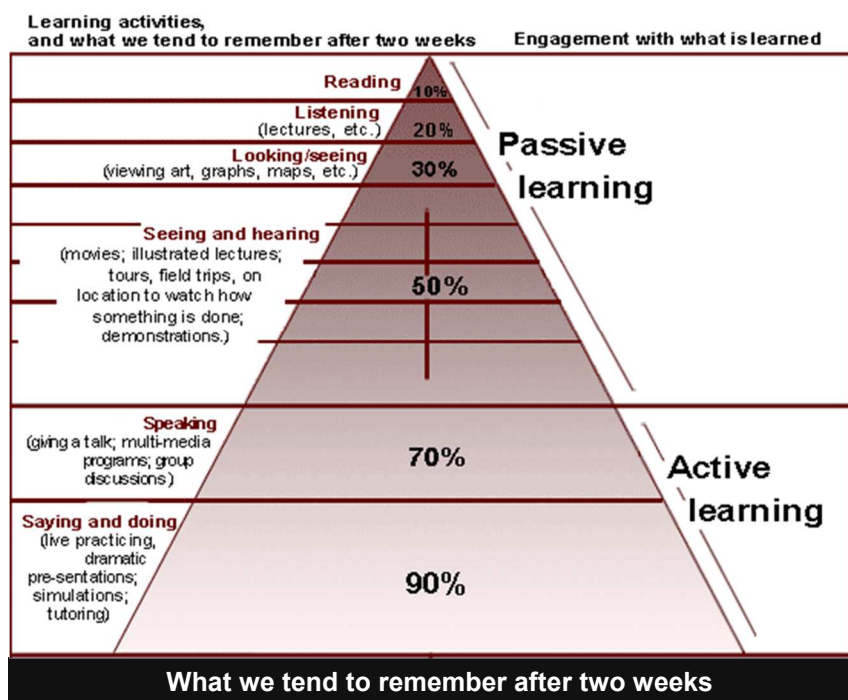 Learning activities,
and what we tend to remember after two weeks
Engagement with what is learned
Reading
10%
Listening
(lectures, etc.)
20%
Looking/seeing
(viewing art, graphs, maps, etc.)
30%
Passive
learning
Seeing and hearing
(movies; illustrated lectures;
tours, field trips, on
location to watch how
something is done;
demonstrations.)
50%
Speaking
(giving a talk; multi-media
programs; group
discussions)
70%
Active
learning
Saying and doing
(live practicing,
dramatic
pre-sentations;
simulations;
tutoring)
90%
What we tend to remember after two weeks